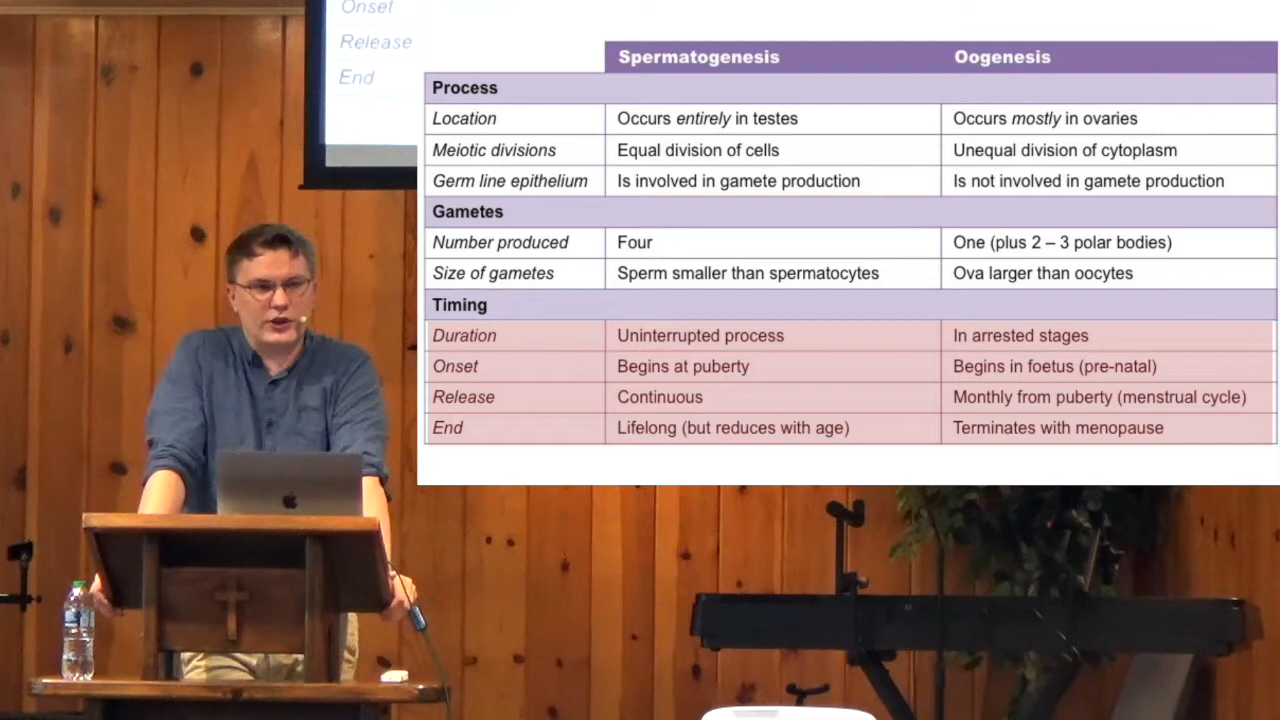 Onset
Release
End
Spermatogenesis Oogenesis
Process
Location Occurs entirely in testes Occurs mostly in ovaries
Meiotic divisions Equal division of cells Unequal division of cytoplasm
Germ line epithelium Is involved in gamete production Is not involved in gamete production
Gametes
Number produced Four One (plus 2 – 3 polar bodies)
Size of gametes Sperm smaller than spermatocytes Ova larger than oocytes
Timing
Duration Uninterrupted process In arrested stages
Onset Begins at puberty Begins in foetus (pre-natal)
Release Continuous Monthly from puberty (menstrual cycle)
End Lifelong (but reduces with age) Terminates with menopause